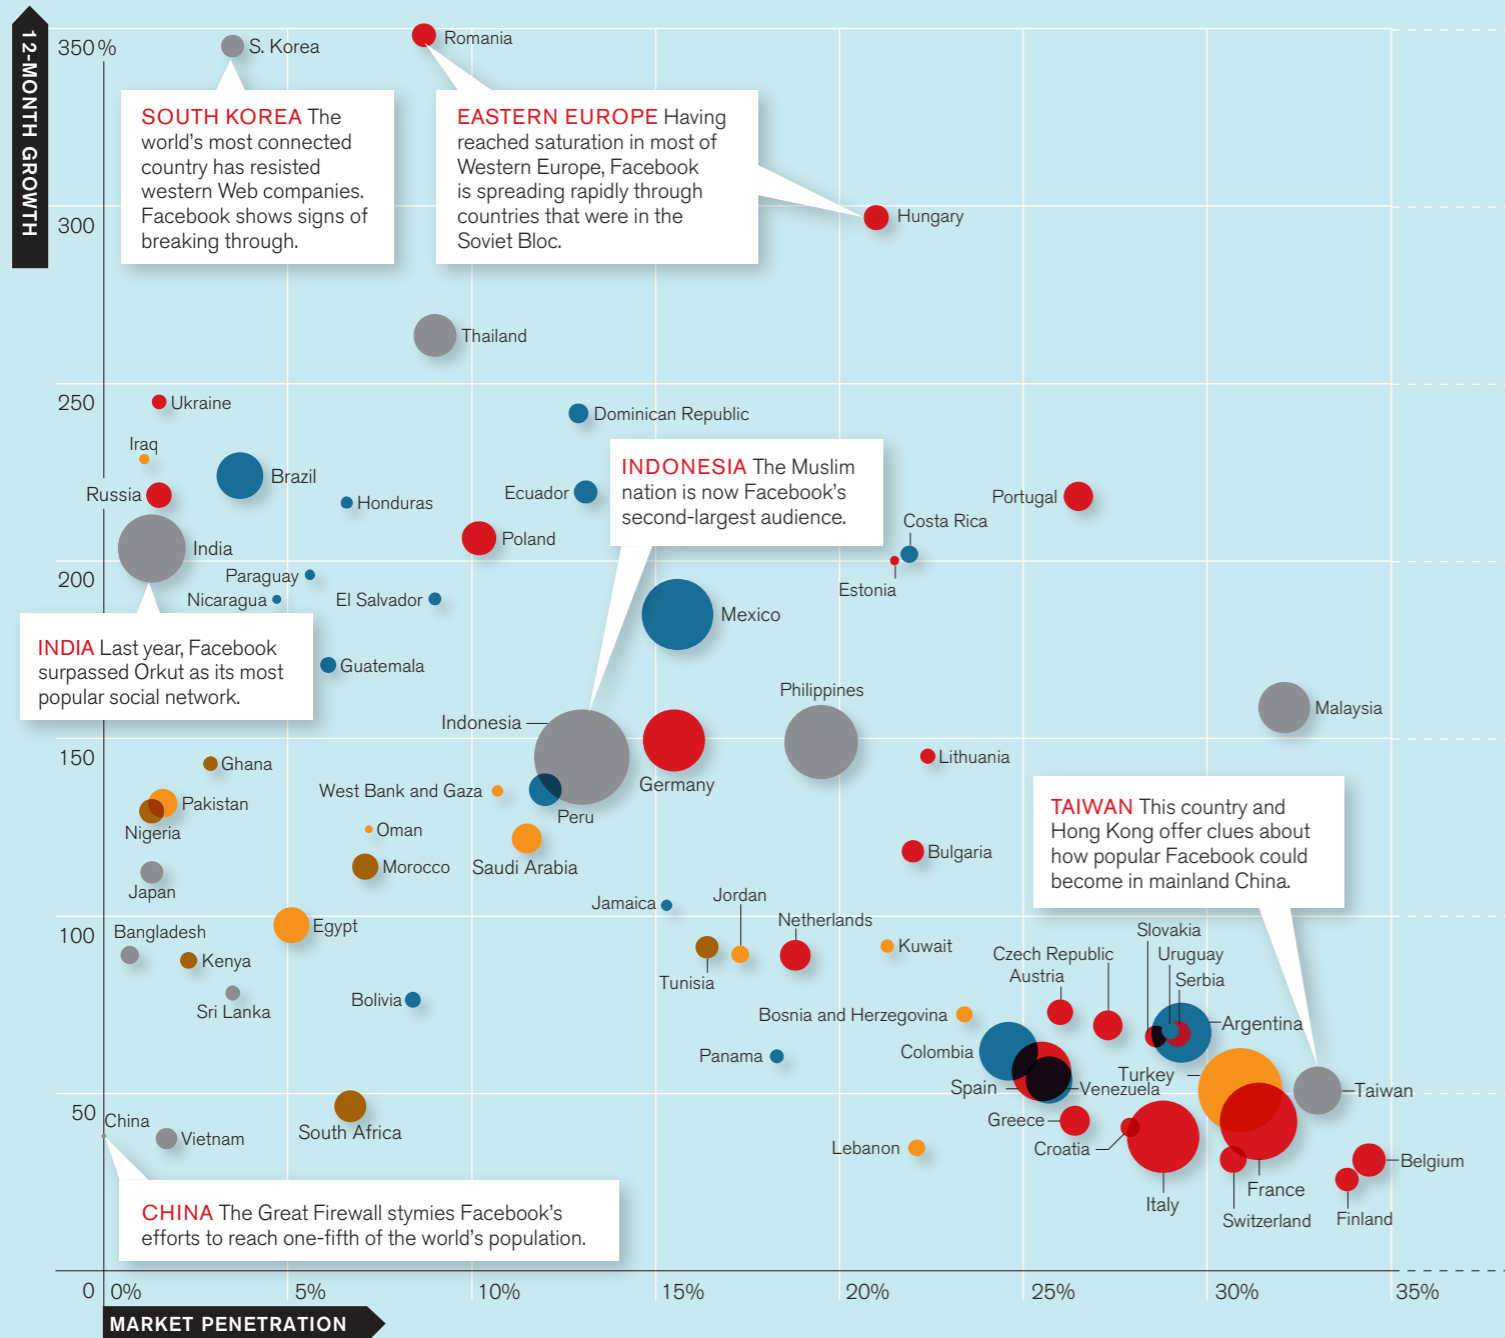 12-MONTH GROWTH
350%
S. Korea
Romania
SOUTH KOREA The
world's most connected
country has resisted
western Web companies.
Facebook shows signs of
breaking through.
EASTERN EUROPE Having
reached saturation in most of
Western Europe, Facebook
is spreading rapidly through
countries that were in the
Soviet Bloc.
300
Hungary
Thailand
250
Ukraine
Dominican Republic
Iraq
Brazil
Russia
Honduras
Ecuador
INDONESIA The Muslim
nation is now Facebook's
second-largest audience.
Portugal
Costa Rica
India
Poland
200
Paraguay
Estonia
Nicaragua
El Salvador
Mexico
INDIA Last year, Facebook
surpassed Orkut as its most
popular social network.
Guatemala
Philippines
Malaysia
Indonesia
150
Ghana
Lithuania
Germany
West Bank and Gaza
Pakistan
Peru
Nigeria
Oman
TAIWAN This country and
Hong Kong offer clues about
how popular Facebook could
become in mainland China.
Bulgaria
Morocco
Saudi Arabia
Japan
Jamaica
Jordan
Netherlands
100
Bangladesh
Egypt
Kuwait
Slovakia
Czech Republic
Uruguay
Kenya
Austria
Serbia
Tunisia
Sri Lanka
Bolivia
Bosnia and Herzegovina
Argentina
Panama
Colombia
Turkey
Spain
Venezuela
Taiwan
50
China
Vietnam
South Africa
Greece
Lebanon
Croatia
Belgium
France
Italy
Switzerland
Finland
CHINA The Great Firewall stymies Facebook's
efforts to reach one-fifth of the world's population.
0
0%
5%
10%
15%
20%
25%
30%
35%
MARKET PENETRATION